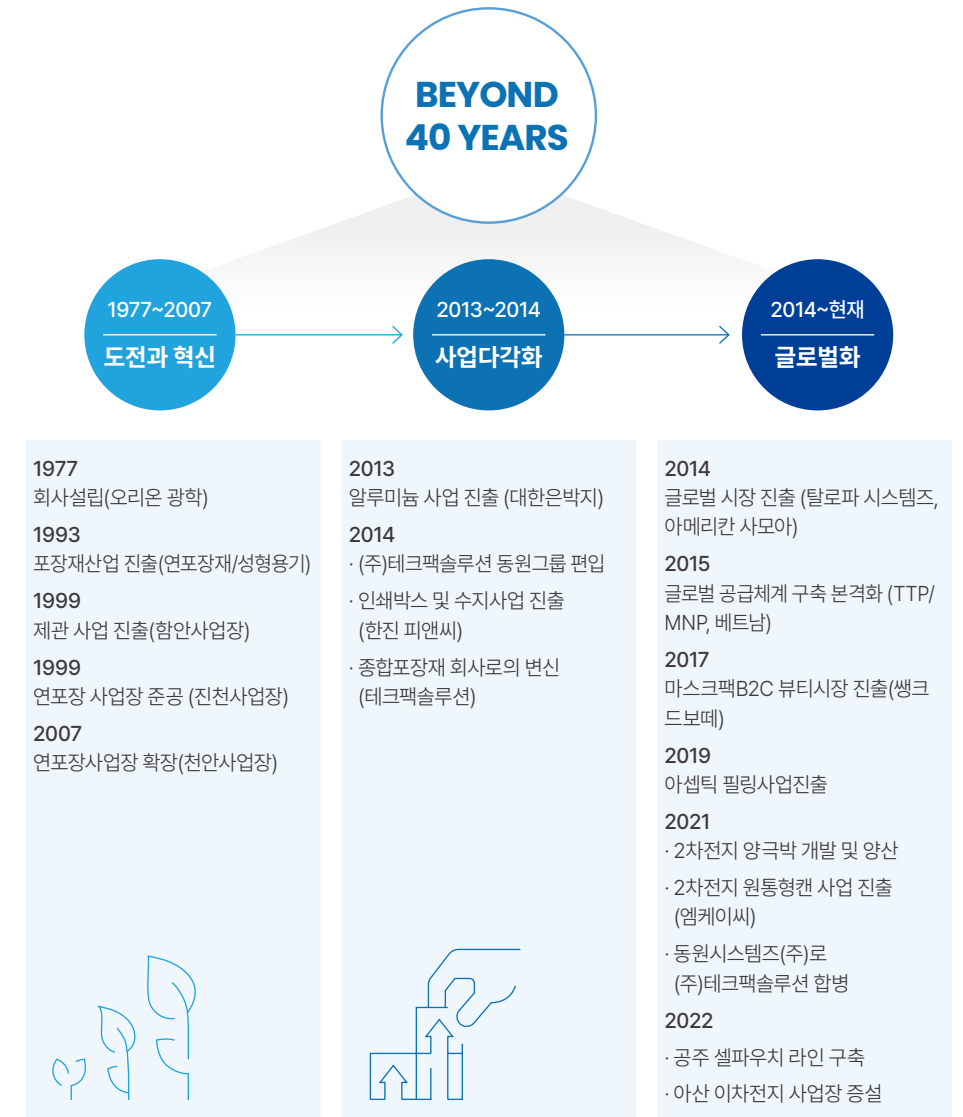 BEYOND
40 YEARS
1977~2007
도전과 혁신
2013~2014
사업다각화
2014~현재
글로벌화
1977
회사설립(오리온 광학)
1993
포장재산업 진출(연포장재/성형용기)
1999
제관 사업 진출(함안사업장)
1999
연포장 사업장 준공 (진천사업장)
2007
연포장사업장 확장(천안사업장)
2013
알루미늄 사업 진출 (대한은박지)
2014
· (주)테크팩솔루션 동원그룹 편입
· 인쇄박스 및 수지사업 진출
(한진 피앤씨)
· 종합포장재 회사로의 변신
(테크팩솔루션)
2014
글로벌 시장 진출 (탈로파 시스템즈,
아메리칸 사모아)
2015
글로벌 공급체계 구축 본격화 (TTP/
MNP, 베트남)
2017
마스크팩B2C 뷰티시장 진출(쌩크
드보떼)
2019
아셉틱 필링사업진출
2021
· 2차전지 양극박 개발 및 양산
· 2차전지 원통형캔 사업 진출
(엠케이씨)
· 동원시스템즈(주)로
(주)테크팩솔루션 합병
2022
· 공주 셀파우치 라인 구축
· 아산 이차전지 사업장 증설